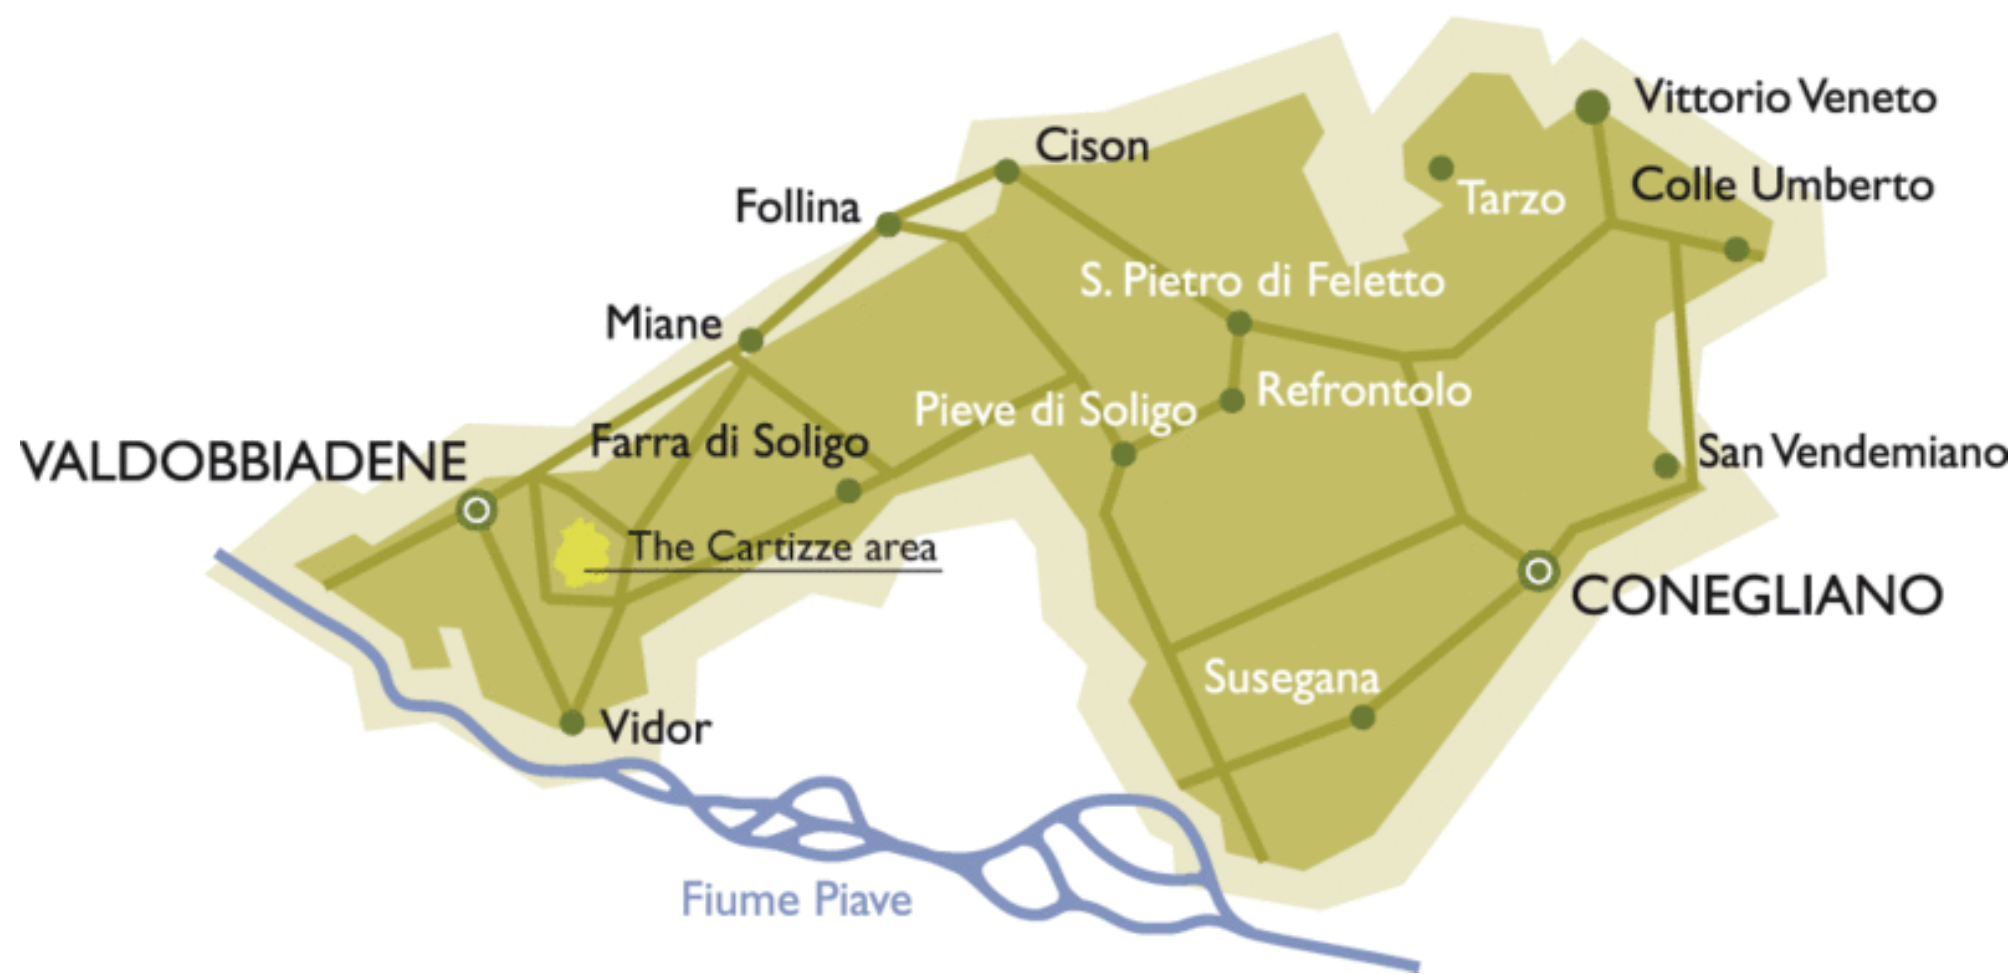 Vittorio Veneto
Cison
Colle Umberto
Follina
Tarzo
S. Pietro di Feletto
Miane
Refrontolo
Pieve di Soligo
Farra di Soligo
VALDOBBIADENE
San Vendemiano
The Cartizze area
CONEGLIANO
Susegana
Vidor
Fiume Piave